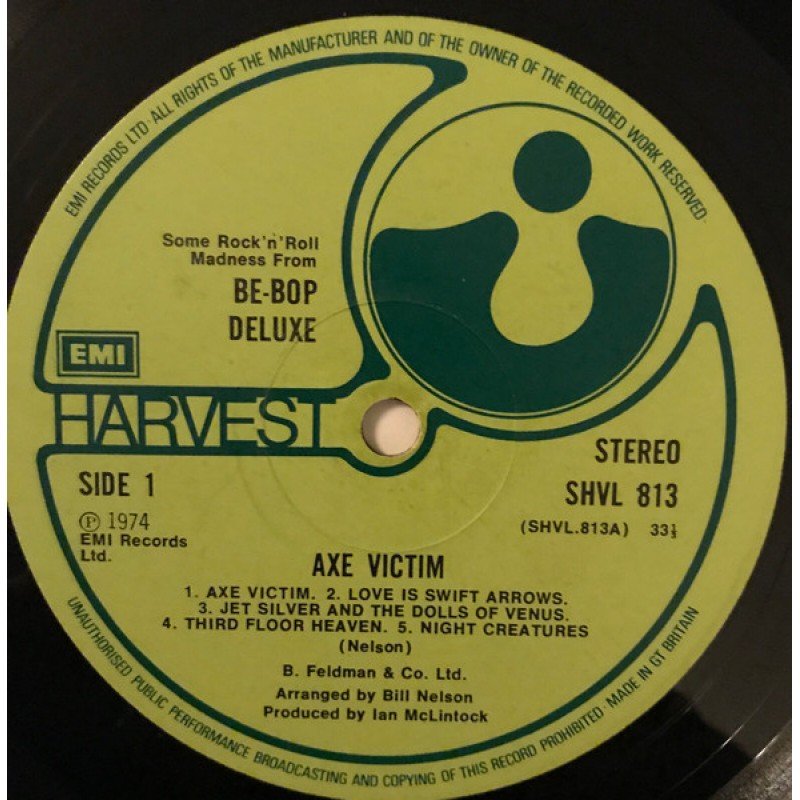 EMI RECORDS LTD· ALL RIGHTS OF THE MANUFACTURER AND OF THE OWNER OF THE RECORDED WORK RESERVED·
Some Rock'n'Roll
Madness From
BE-BOP
DELUXE
EMI
HARVEST
SIDE 1
℗ 1974
EMI Records
Ltd.
STEREO
SHVL 813
(SHVL.813A) 33⅓
AXE VICTIM
1. AXE VICTIM. 2. LOVE IS SWIFT ARROWS.
3. JET SILVER AND THE DOLLS OF VENUS.
4. THIRD FLOOR HEAVEN. 5. NIGHT CREATURES
(Nelson)
B. Feldman & Co. Ltd.
Arranged by Bill Nelson
Produced by Ian McLintock
UNAUTHORISED PUBLIC PERFORMANCE BROADCASTING AND COPYING OF THIS RECORD PROHIBITED·MADE IN GT BRITAIN